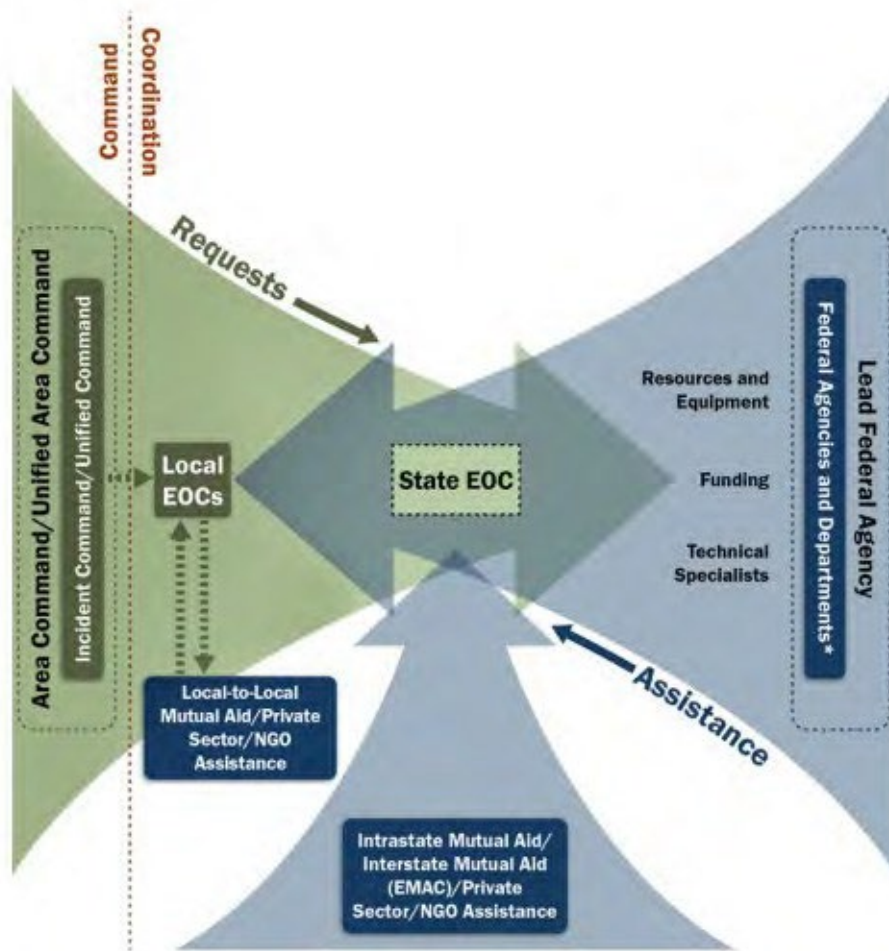 Command
Coordination
Requests
Area Command/Unified Area Command
Incident Command/Unified Command
Local
EOCs
State EOC
Resources and
Equipment
Funding
Technical
Specialists
Federal Agencies and Departments*
Lead Federal Agency
Assistance
Local-to-Local
Mutual Aid/Private
Sector/NGO
Assistance
Intrastate Mutual Aid/
Interstate Mutual Aid
(EMAC)/Private
Sector/NGO Assistance